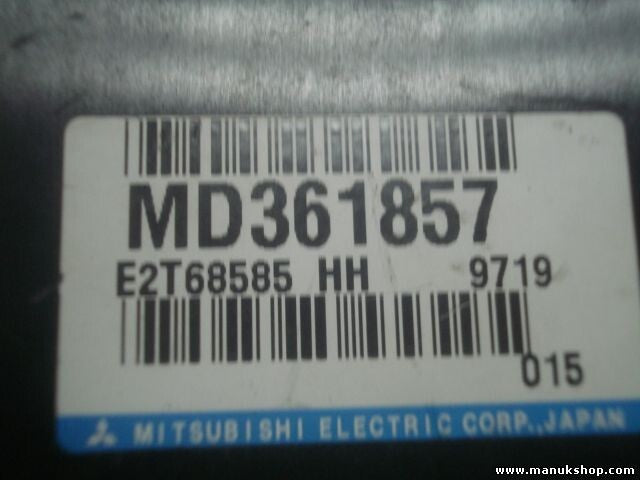 MD361857
E2T68585 HH 9719
015
MITSUBISHI ELECTRIC CORP., JAPAN
www.manukshop.com